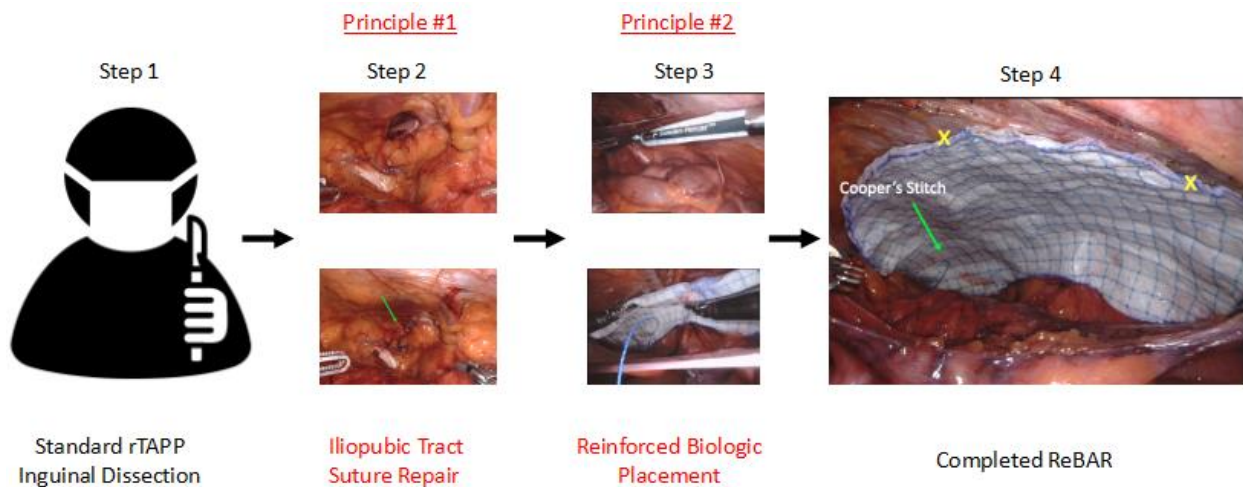 Principle #1
Principle #2
Step 1
Step 2
Step 3
Step 4
X
X
Cooper's Stitch
Standard rTAPP
Inguinal Dissection
Iliopubic Tract
Suture Repair
Reinforced Biologic
Placement
Completed ReBAR